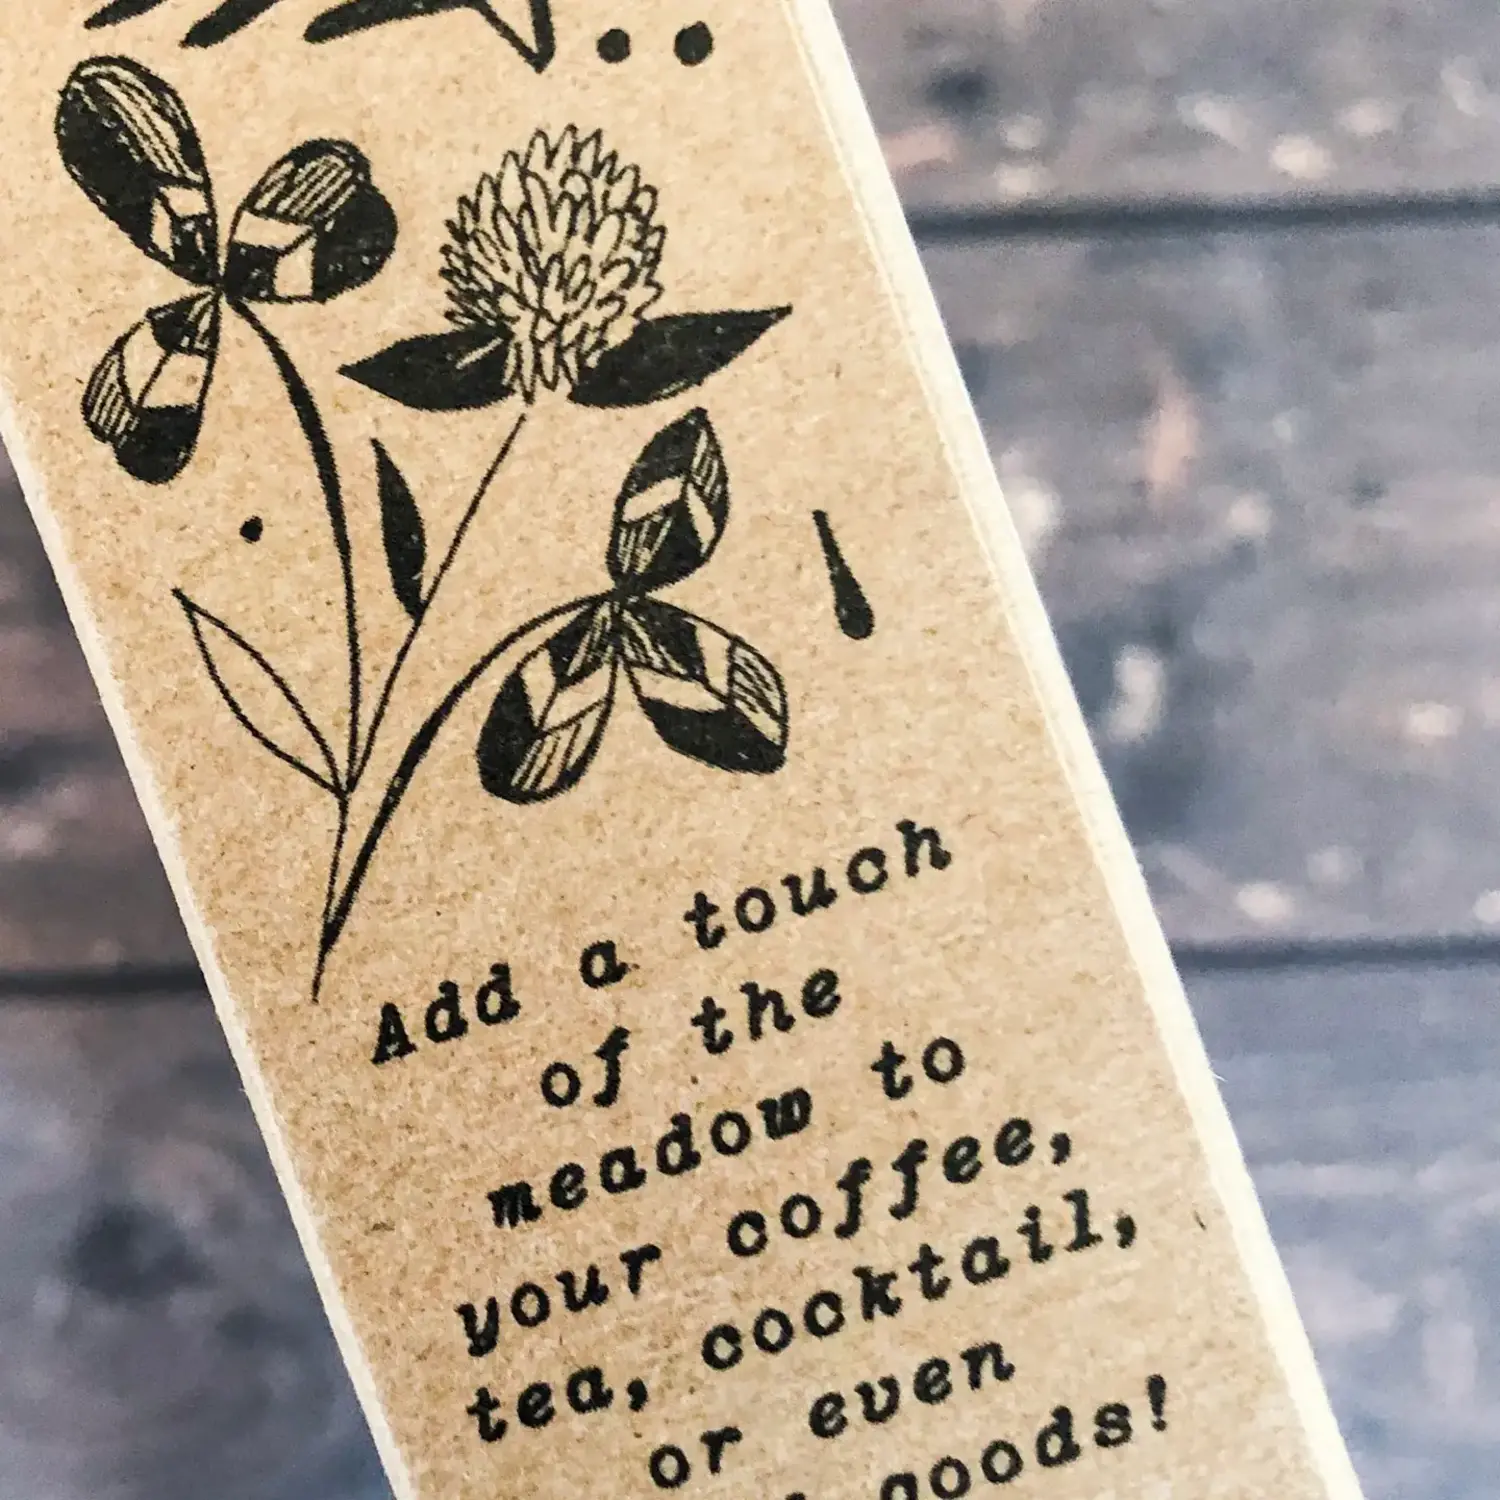 Add a touch
of the
meadow to
your coffee,
tea, cocktail,
or even
goods!